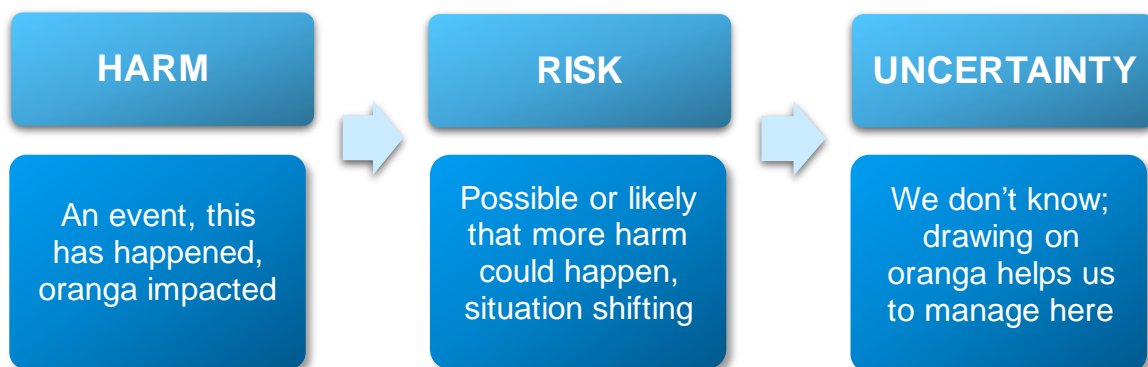 HARM
RISK
UNCERTAINTY
An event, this
has happened,
oranga impacted
Possible or likely
that more harm
could happen,
situation shifting
We don’t know;
drawing on
oranga helps us
to manage here